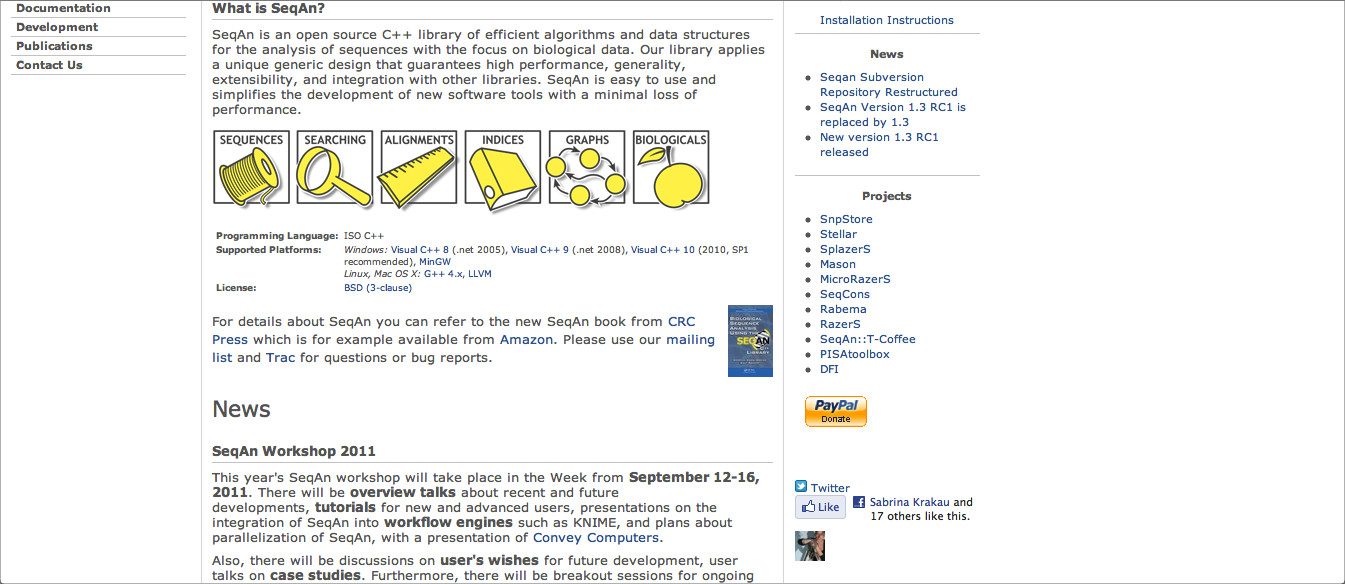 Documentation
Development
Publications
Contact Us
What is SeqAn?
SeqAn is an open source C++ library of efficient algorithms and data structures
for the analysis of sequences with the focus on biological data. Our library applies
a unique generic design that guarantees high performance, generality,
extensibility, and integration with other libraries. SeqAn is easy to use and
simplifies the development of new software tools with a minimal loss of
performance.
SEQUENCES SEARCHING ALIGNMENTS INDICES GRAPHS BIOLOGICALS
Programming Language: ISO C++
Supported Platforms: Windows: Visual C++ 8 (.net 2005), Visual C++ 9 (.net 2008), Visual C++ 10 (2010, SP1
recommended), MinGW
Linux, Mac OS X: G++ 4.x, LLVM
License: BSD (3-clause)
For details about SeqAn you can refer to the new SeqAn book from CRC
Press which is for example available from Amazon. Please use our mailing
list and Trac for questions or bug reports.
BIOLOGICAL
SEQUENCE
ANALYSIS
USING THE
SEQAN
C++
LIBRARY
News
SeqAn Workshop 2011
This year's SeqAn workshop will take place in the Week from September 12-16,
2011. There will be overview talks about recent and future
developments, tutorials for new and advanced users, presentations on the
integration of SeqAn into workflow engines such as KNIME, and plans about
parallelization of SeqAn, with a presentation of Convey Computers.
Also, there will be discussions on user's wishes for future development, user
talks on case studies. Furthermore, there will be breakout sessions for ongoing
Installation Instructions
News
Seqan Subversion
Repository Restructured
SeqAn Version 1.3 RC1 is
replaced by 1.3
New version 1.3 RC1
released
Projects
SnpStore
Stellar
SplazerS
Mason
MicroRazerS
SeqCons
Rabema
RazerS
SeqAn::T-Coffee
PISAtoolbox
DFI
PayPal
Donate
Twitter
Like
Sabrina Krakau and
17 others like this.